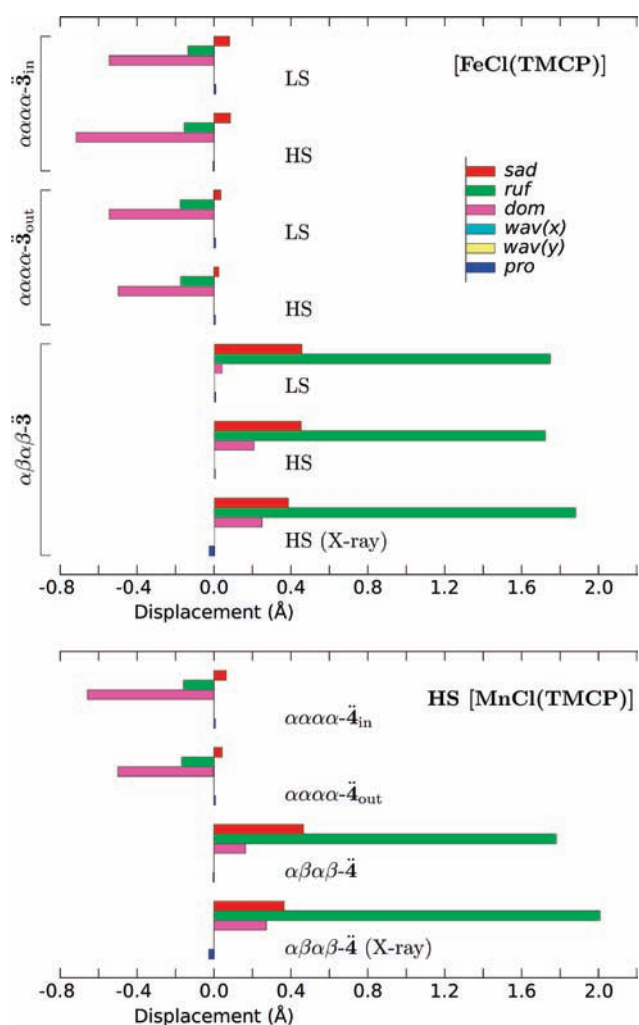 [FeCl(TMCP)]
αααα-3̈in
LS
HS
αααα-3̈out
LS
HS
αβαβ-3̈
LS
HS
HS (X-ray)
sad
ruf
dom
wav(x)
wav(y)
pro
-0.8 -0.4 0.0 0.4 0.8 1.2 1.6 2.0
Displacement (Å)
HS [MnCl(TMCP)]
αααα-4̈in
αααα-4̈out
αβαβ-4̈
αβαβ-4̈ (X-ray)
-0.8 -0.4 0.0 0.4 0.8 1.2 1.6 2.0
Displacement (Å)